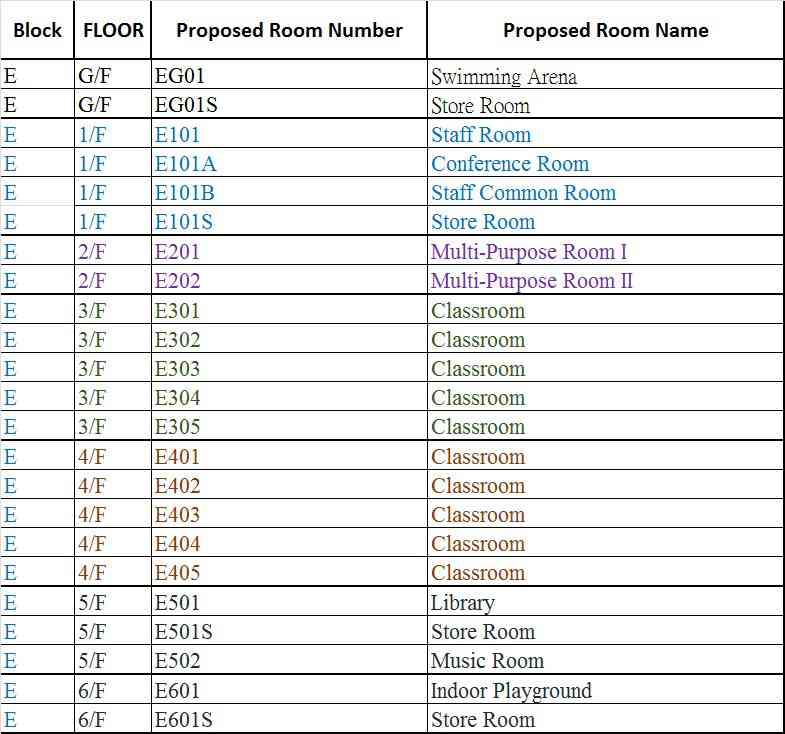 Block FLOOR Proposed Room Number Proposed Room Name
E G/F EG01 Swimming Arena
E G/F EG01S Store Room
E 1/F E101 Staff Room
E 1/F E101A Conference Room
E 1/F E101B Staff Common Room
E 1/F E101S Store Room
E 2/F E201 Multi-Purpose Room I
E 2/F E202 Multi-Purpose Room II
E 3/F E301 Classroom
E 3/F E302 Classroom
E 3/F E303 Classroom
E 3/F E304 Classroom
E 3/F E305 Classroom
E 4/F E401 Classroom
E 4/F E402 Classroom
E 4/F E403 Classroom
E 4/F E404 Classroom
E 4/F E405 Classroom
E 5/F E501 Library
E 5/F E501S Store Room
E 5/F E502 Music Room
E 6/F E601 Indoor Playground
E 6/F E601S Store Room